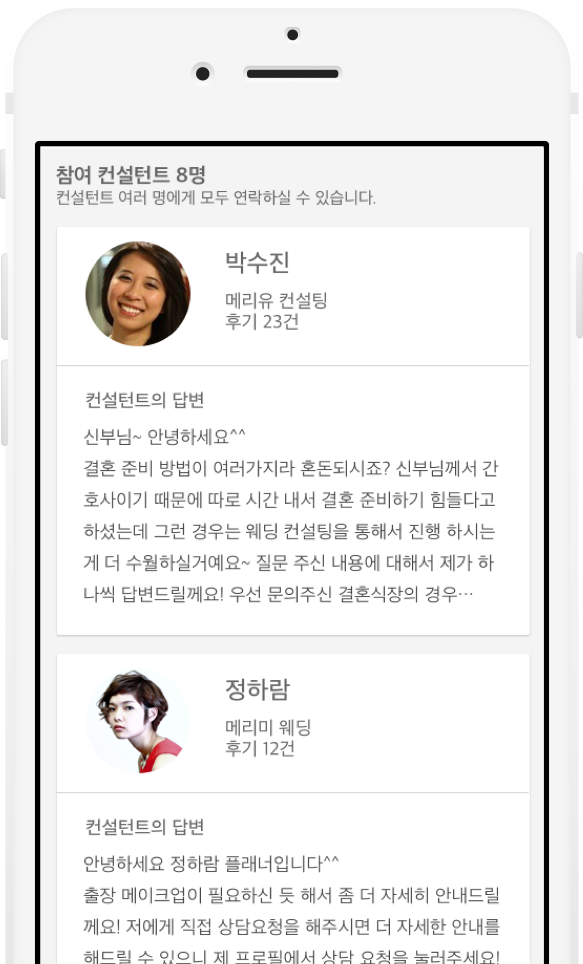 참여 컨설턴트 8명
컨설턴트 여러 명에게 모두 연락하실 수 있습니다.
박수진
메리유 컨설팅
후기 23건
컨설턴트의 답변
신부님~ 안녕하세요^^
결혼 준비 방법이 여러가지라 혼돈되시죠? 신부님께서 간
호사이기 때문에 따로 시간 내서 결혼 준비하기 힘들다고
하셨는데 그런 경우는 웨딩 컨설팅을 통해서 진행 하시는
게 더 수월하실거예요~ 질문 주신 내용에 대해서 제가 하
나씩 답변드릴께요! 우선 문의주신 결혼식장의 경우…
정하람
메리미 웨딩
후기 12건
컨설턴트의 답변
안녕하세요 정하람 플래너입니다^^
출장 메이크업이 필요하신 듯 해서 좀 더 자세히 안내드릴
께요! 저에게 직접 상담요청을 해주시면 더 자세한 안내를
해드릴 수 있으니 제 프로필에서 상담 요청을 눌러주세요!